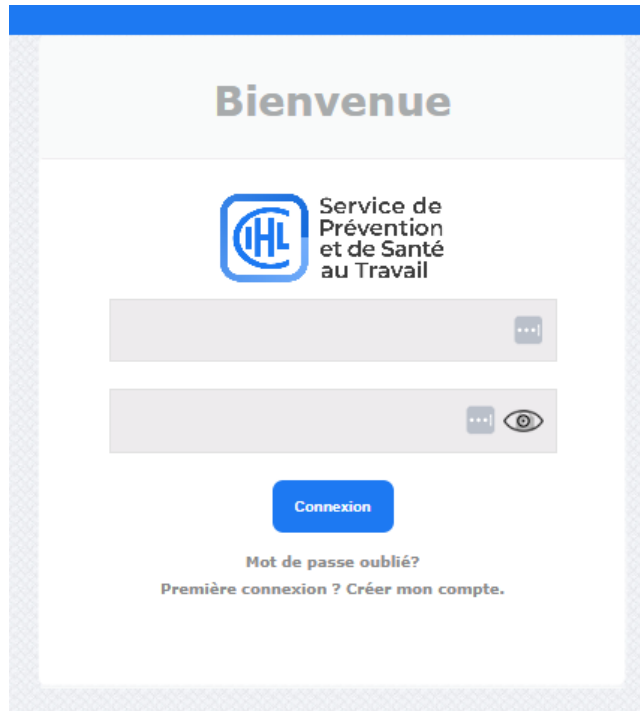 Bienvenue
CIHL
Service de
Prévention
et de Santé
au Travail
Connexion
Mot de passe oublié?
Première connexion ? Créer mon compte.